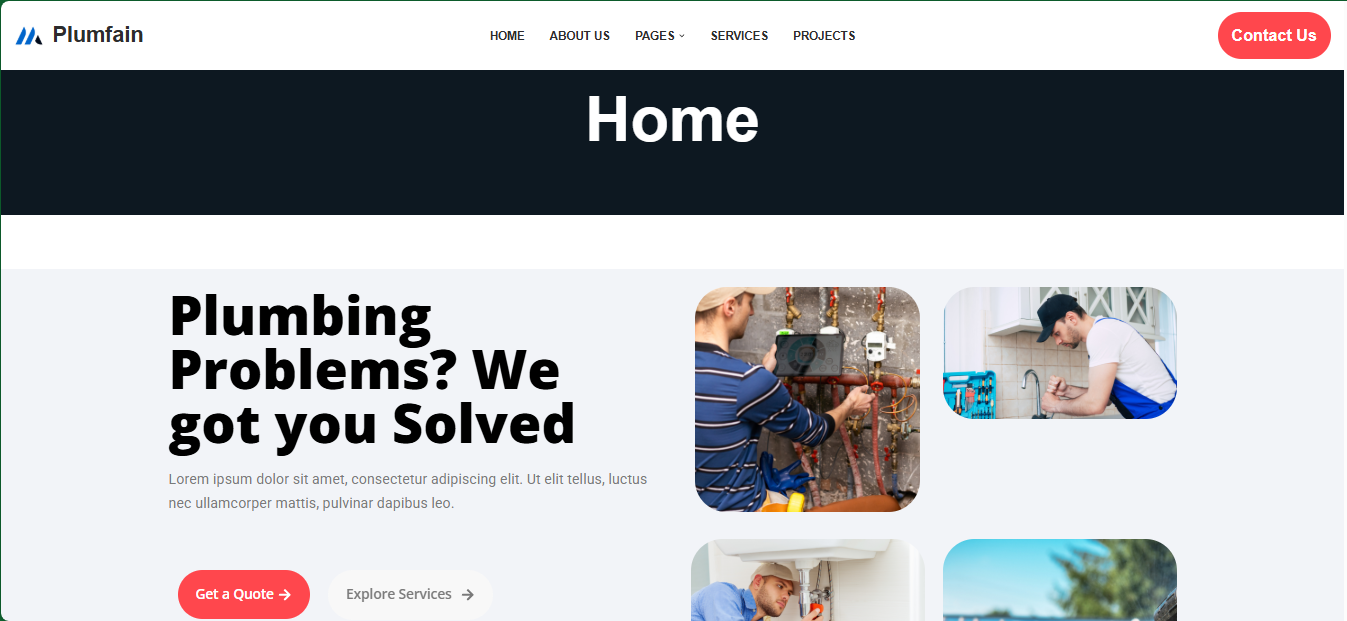 Plumfain
HOME
ABOUT US
PAGES
SERVICES
PROJECTS
Contact Us
Home
Plumbing
Problems? We
got you Solved
Lorem ipsum dolor sit amet, consectetur adipiscing elit. Ut elit tellus, luctus
nec ullamcorper mattis, pulvinar dapibus leo.
Get a Quote →
Explore Services →